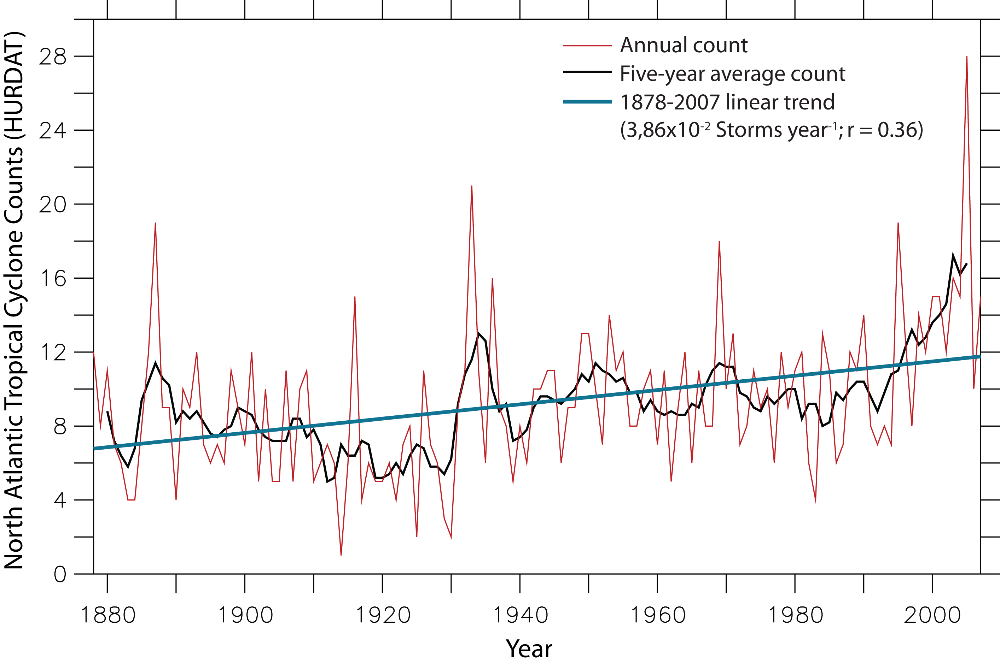 North Atlantic Tropical Cyclone Counts (HURDAT)
28
24
20
16
12
8
4
0
Annual count
Five-year average count
1878-2007 linear trend
(3,86x10⁻² Storms year⁻¹; r = 0.36)
1880 1900 1920 1940 1960 1980 2000
Year